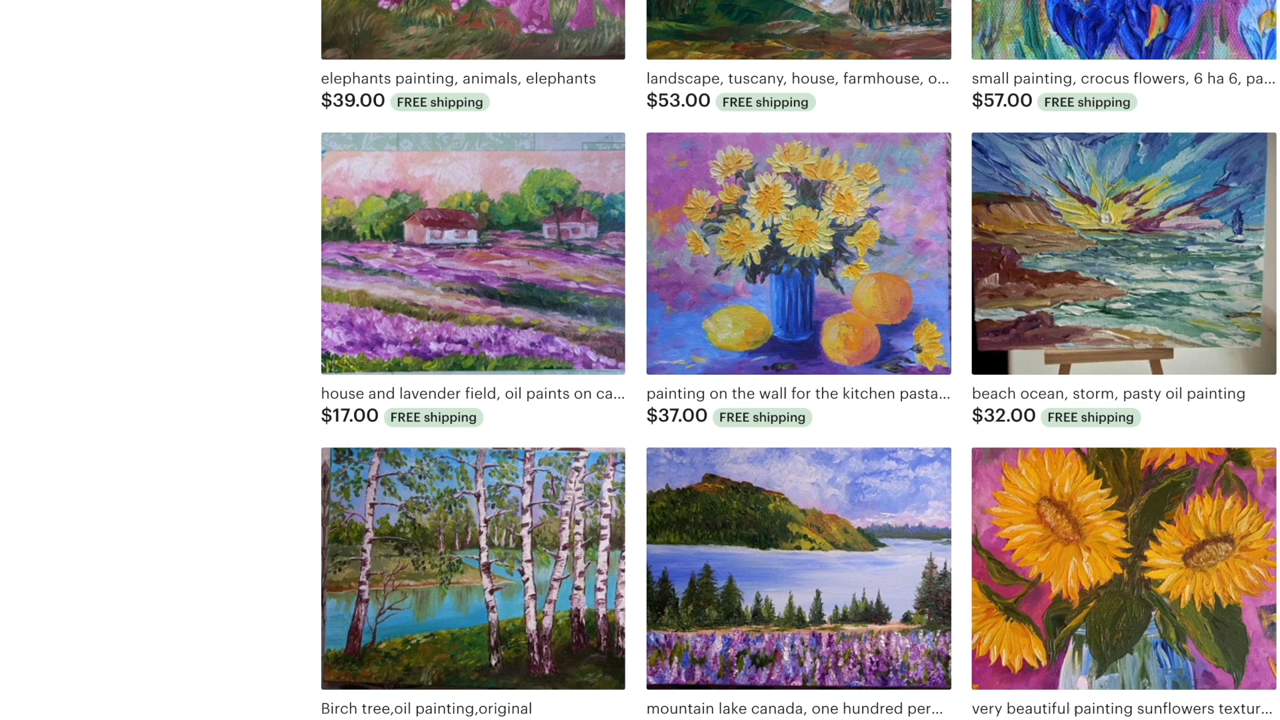 elephants painting, animals, elephants
$39.00 FREE shipping
landscape, tuscany, house, farmhouse, o...
$53.00 FREE shipping
small painting, crocus flowers, 6 ha 6, pa...
$57.00 FREE shipping
house and lavender field, oil paints on ca...
$17.00 FREE shipping
painting on the wall for the kitchen pasta...
$37.00 FREE shipping
beach ocean, storm, pasty oil painting
$32.00 FREE shipping
Birch tree,oil painting,original
mountain lake canada, one hundred per...
very beautiful painting sunflowers textur...